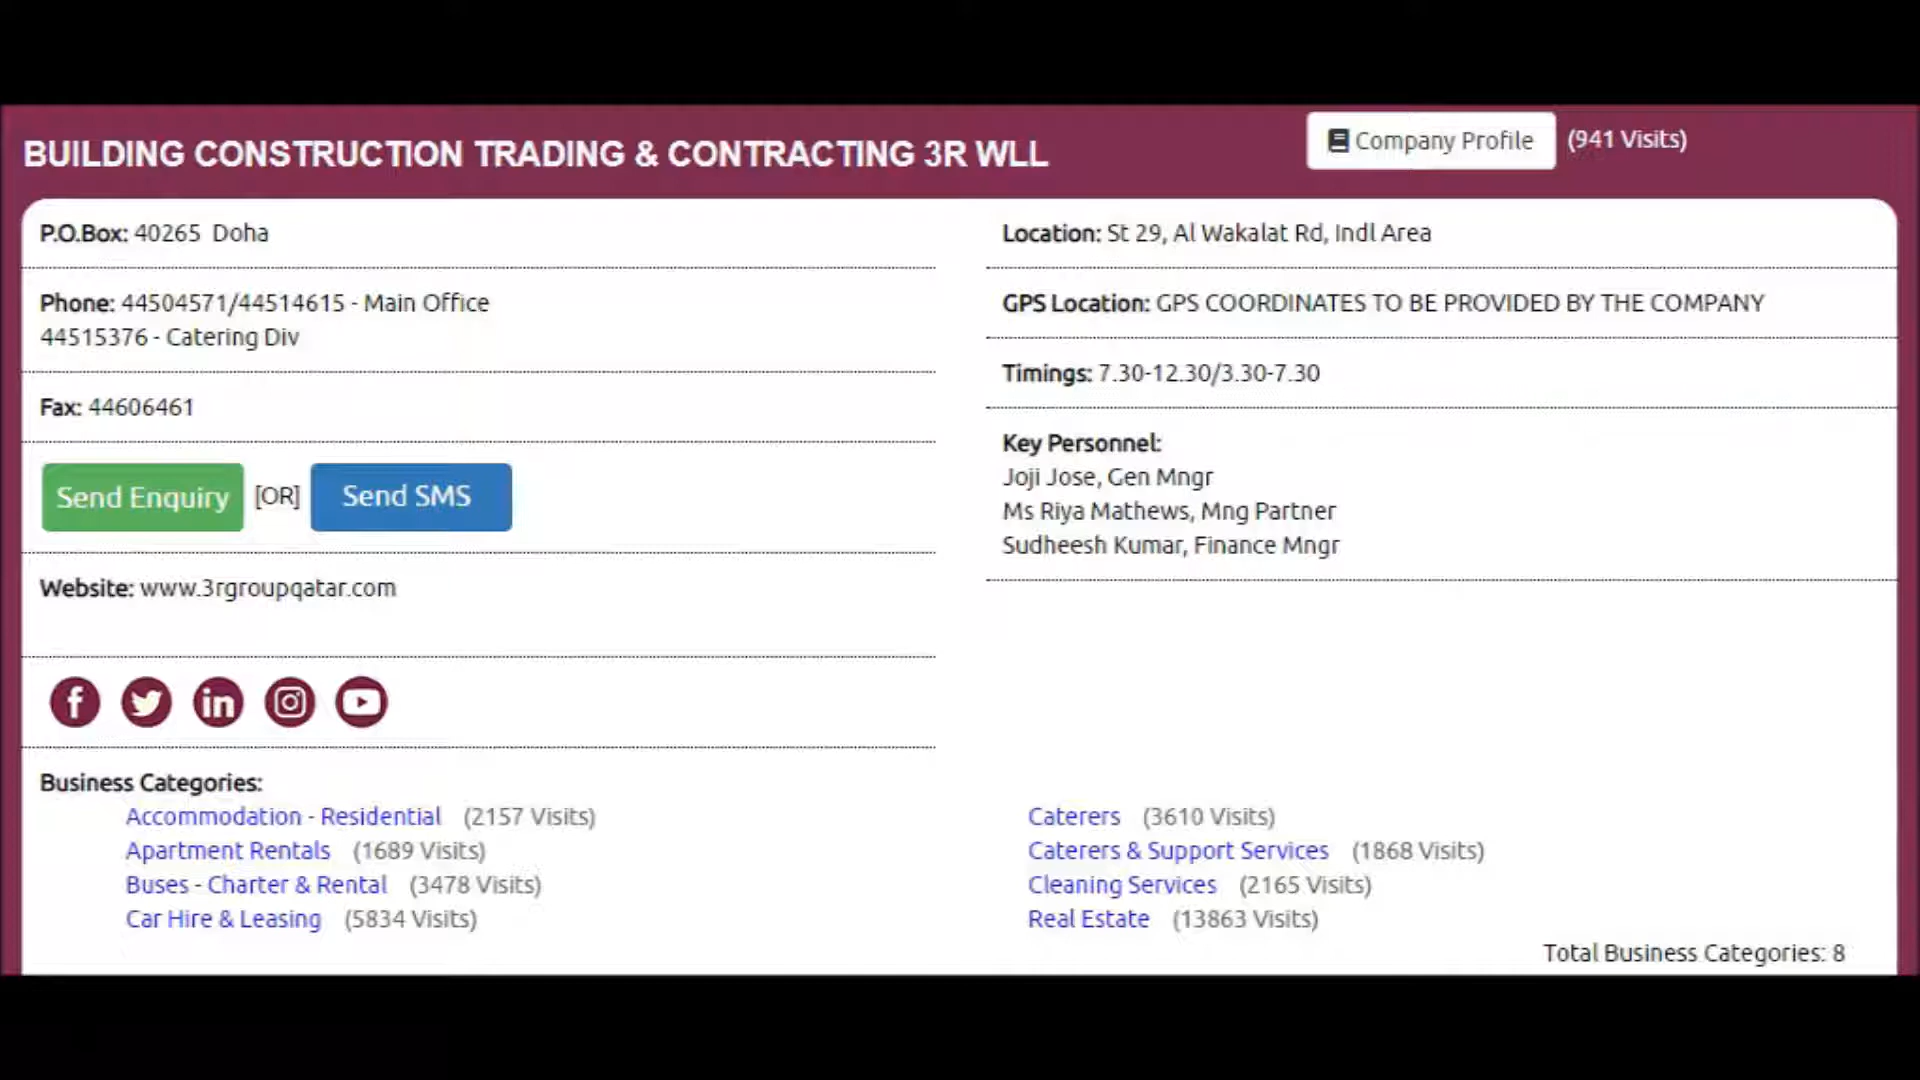 BUILDING CONSTRUCTION TRADING & CONTRACTING 3R WLL
Company Profile (941 Visits)
P.O.Box: 40265 Doha
Phone: 44504571/44514615 - Main Office
44515376 - Catering Div
Fax: 44606461
Send Enquiry [OR] Send SMS
Website: www.3rgroupqatar.com
Location: St 29, Al Wakalat Rd, Indl Area
GPS Location: GPS COORDINATES TO BE PROVIDED BY THE COMPANY
Timings: 7.30-12.30/3.30-7.30
Key Personnel:
Joji Jose, Gen Mngr
Ms Riya Mathews, Mng Partner
Sudheesh Kumar, Finance Mngr
Business Categories:
Accommodation - Residential (2157 Visits)
Apartment Rentals (1689 Visits)
Buses - Charter & Rental (3478 Visits)
Car Hire & Leasing (5834 Visits)
Caterers (3610 Visits)
Caterers & Support Services (1868 Visits)
Cleaning Services (2165 Visits)
Real Estate (13863 Visits)
Total Business Categories: 8